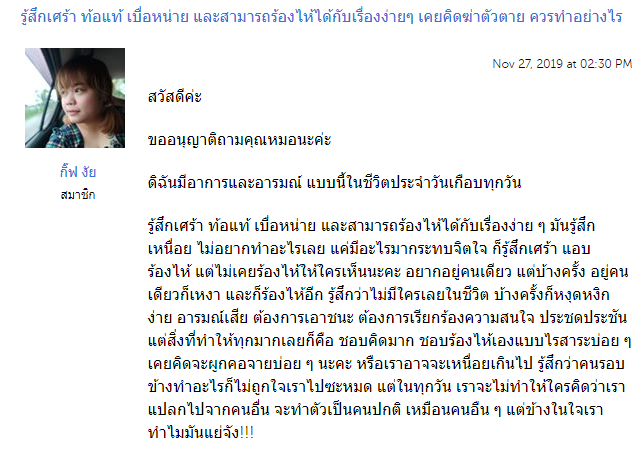 รู้สึกเศร้า ท้อแท้ เบื่อหน่าย และสามารถร้องไห้ได้กับเรื่องง่ายๆ เคยคิดฆ่าตัวตาย ควรทำอย่างไร
Nov 27, 2019 at 02:30 PM
สวัสดีค่ะ
ขออนุญาติถามคุณหมอนะค่ะ
กิ๊ฟ งัย
สมาชิก
ดิฉันมีอาการและอารมณ์ แบบนี้ในชีวิตประจำวันเกือบทุกวัน
รู้สึกเศร้า ท้อแท้ เบื่อหน่าย และสามารถร้องไห้ได้กับเรื่องง่าย ๆ มันรู้สึก
เหนื่อย ไม่อยากทำอะไรเลย แค่มีอะไรมากระทบจิตใจ ก็รู้สึกเศร้า แอบ
ร้องไห้ แต่ไม่เคยร้องไห้ให้ใครเห็นนะคะ อยากอยู่คนเดียว แต่บ้างครั้ง อยู่คน
เดียวก็เหงา และก็ร้องไห้อีก รู้สึกว่าไม่มีใครเลยในชีวิต บ้างครั้งก็หงุดหงิก
ง่าย อารมณ์เสีย ต้องการเอาชนะ ต้องการเรียกร้องความสนใจ ประชดประชัน
แต่สิ่งที่ทำให้ทุกมากเลยก็คือ ชอบคิดมาก ชอบร้องไห้เองแบบไรสาระบ่อย ๆ
เคยคิดจะผูกคอจายบ่อย ๆ นะคะ หรือเราอาจจะเหนื่อยเกินไป รู้สึกว่าคนรอบ
ข้างทำอะไรก็ไม่ถูกใจเราไปซะหมด แต่ในทุกวัน เราจะไม่ทำให้ใครคิดว่าเรา
แปลกไปจากคนอื่น จะทำตัวเป็นคนปกติ เหมือนคนอื่น ๆ แต่ข้างในใจเรา
ทำไมมันแย่จัง!!!